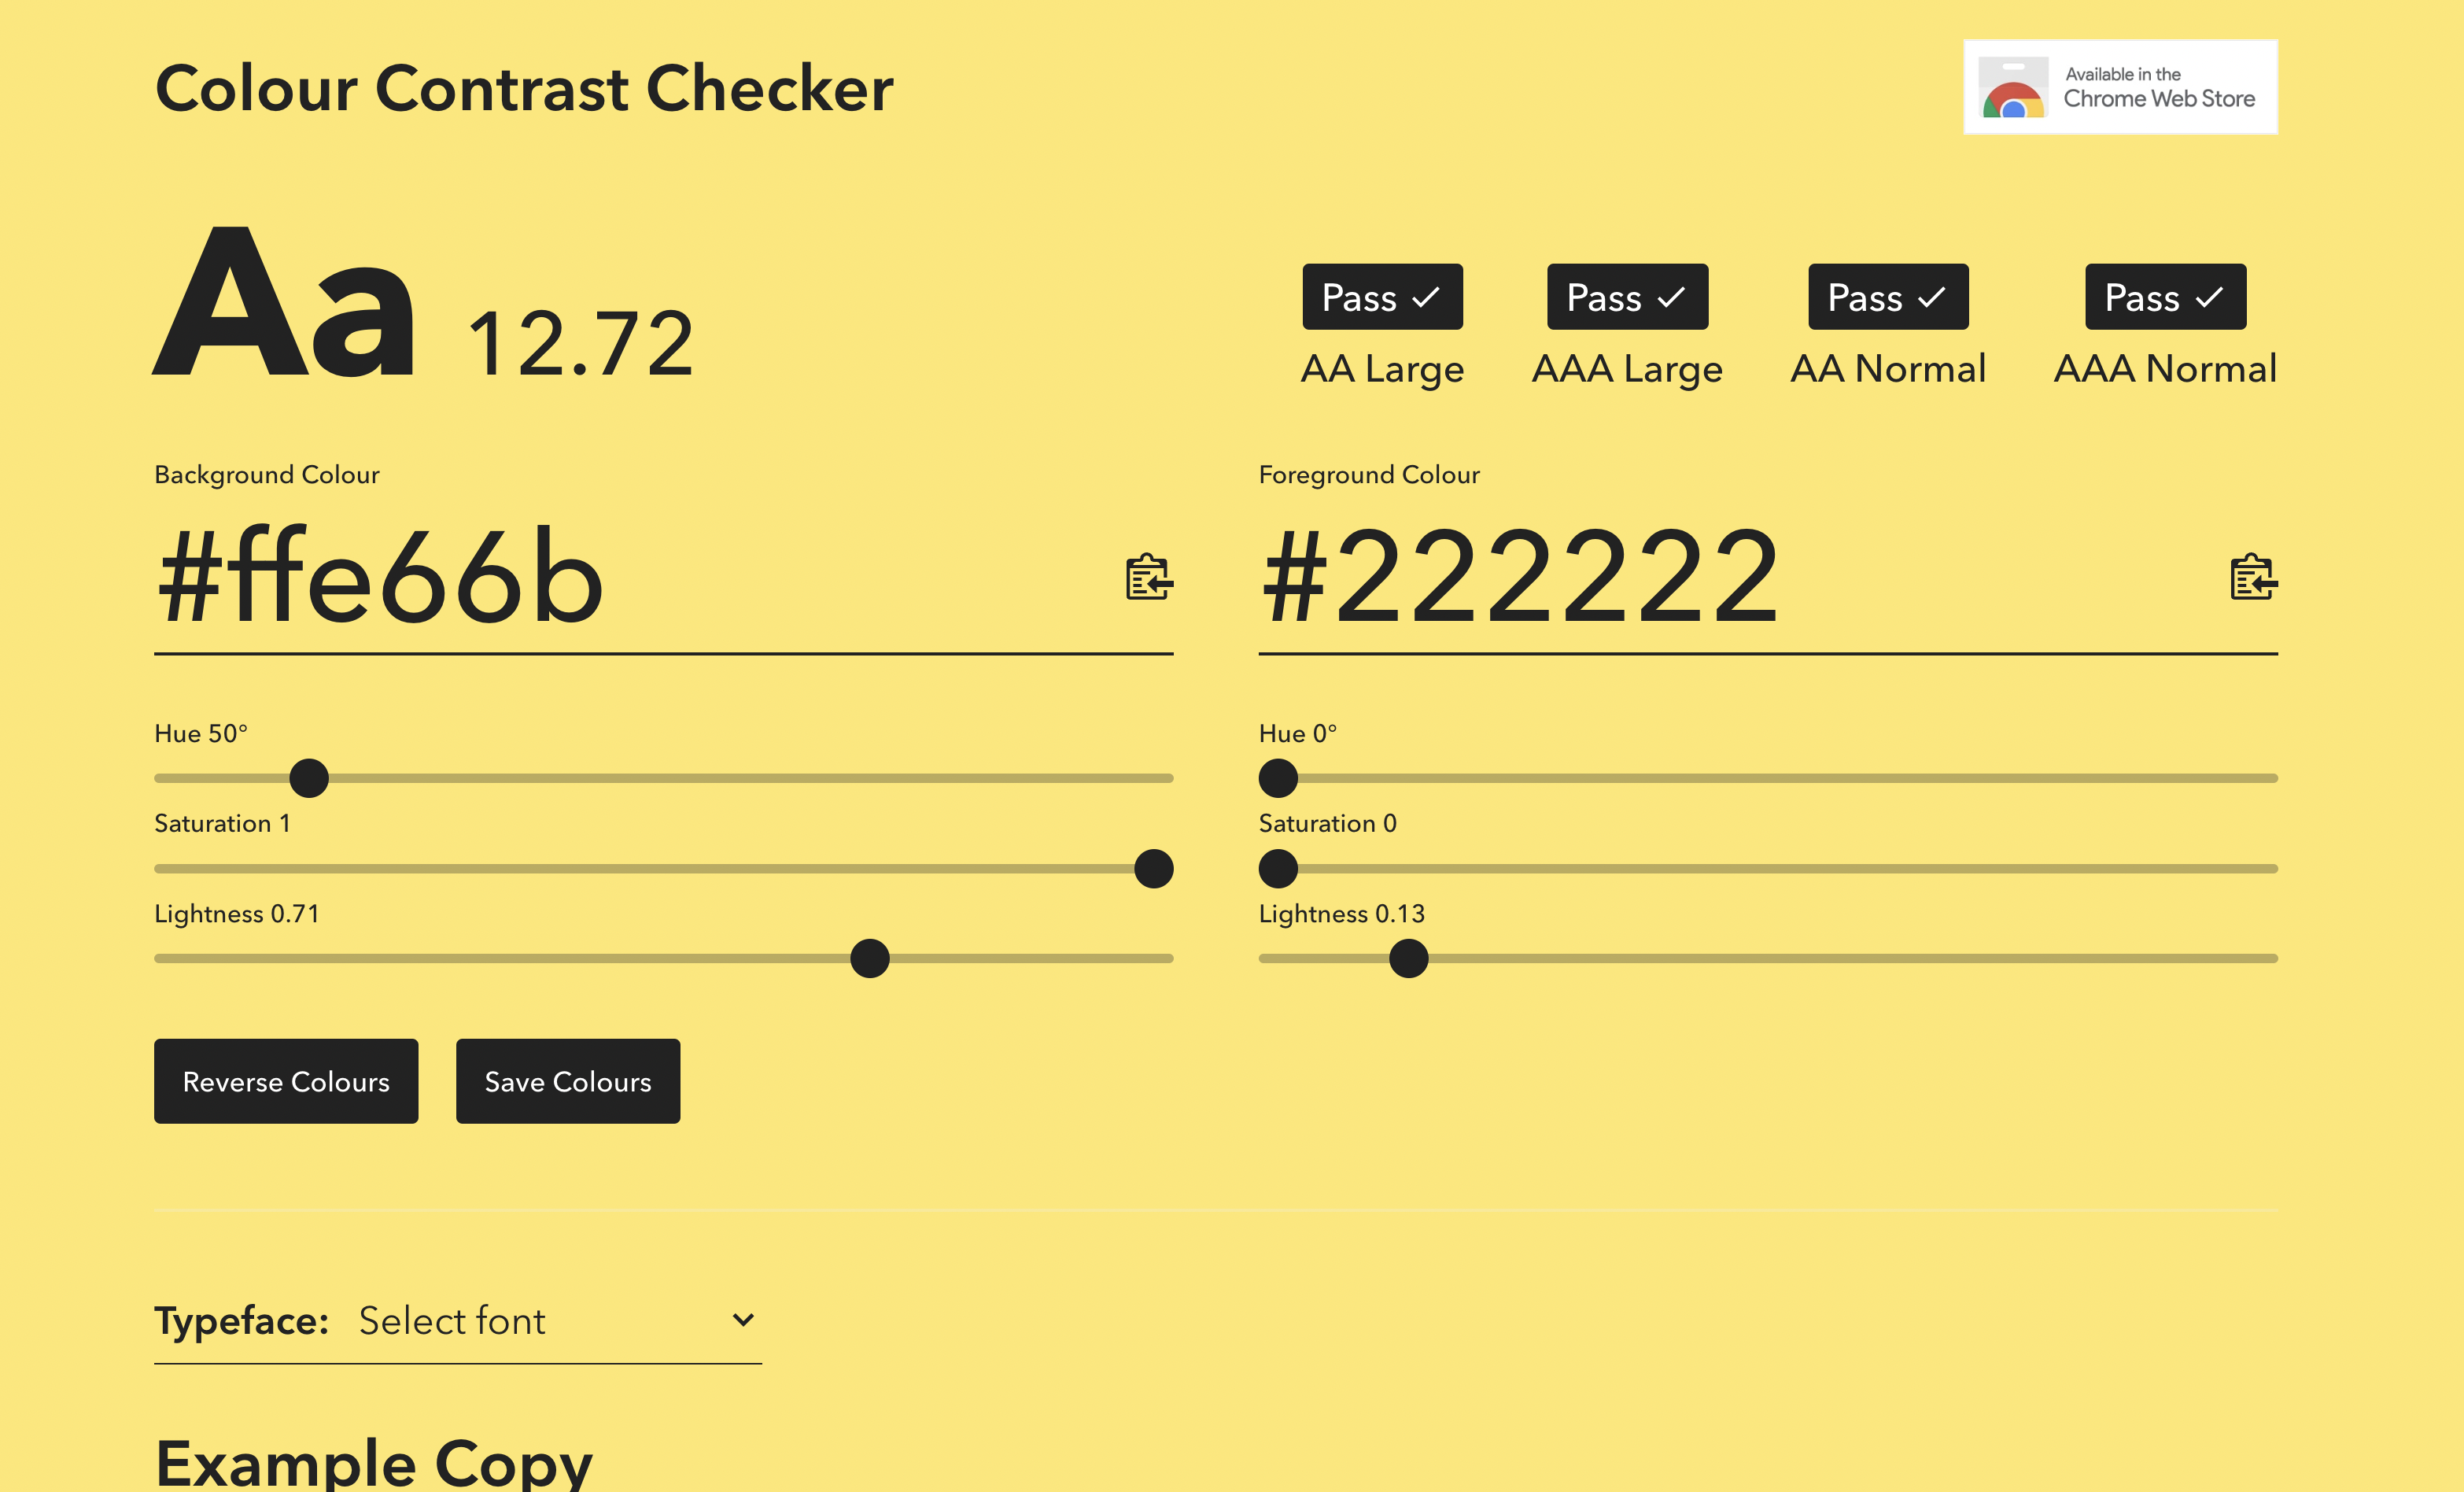 Colour Contrast Checker
Available in the
Chrome Web Store
Aa 12.72
Pass Pass Pass Pass
AA Large AAA Large AA Normal AAA Normal
Background Colour
#ffe66b
Hue 50°
Saturation 1
Lightness 0.71
Foreground Colour
#222222
Hue 0°
Saturation 0
Lightness 0.13
Reverse Colours Save Colours
Typeface: Select font
Example Copy